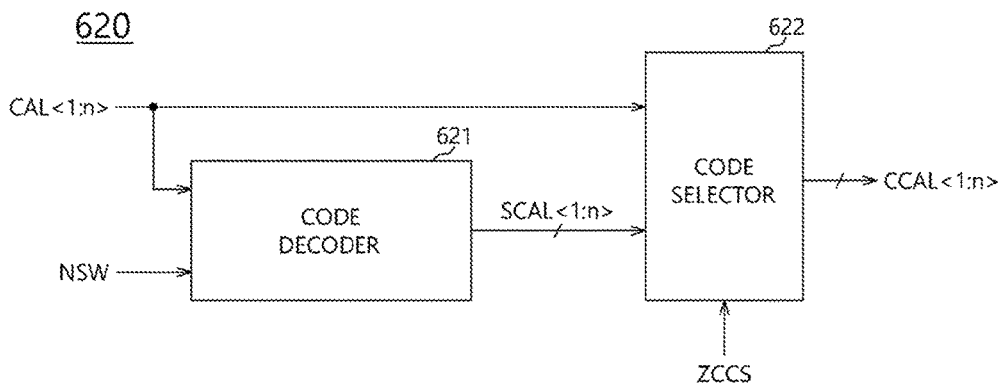 620
622
CAL<1:n>
621
CODE
SELECTOR
CCAL<1:n>
CODE
DECODER
SCAL<1:n>
NSW
ZCCS